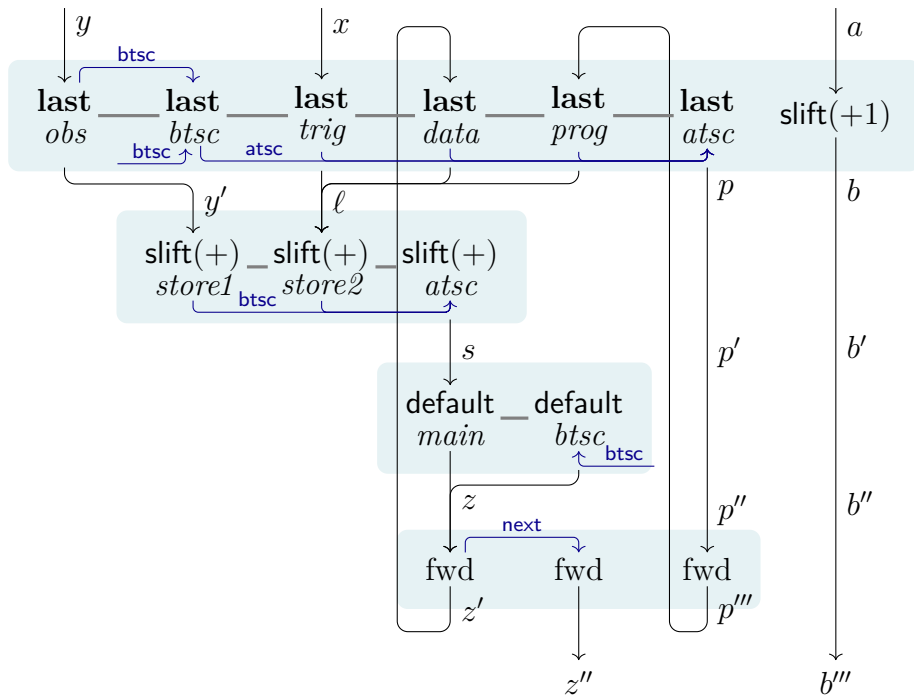 y x a
btsc
last last last last last last slift(+1)
obs btsc trig data prog atsc
btsc atsc
y′ ℓ p b
slift(+) slift(+) slift(+)
store1 store2 atsc
btsc
s p′ b′
default default
main btsc
btsc
z p″ b″
next
fwd fwd fwd
z′ p‴
z″ b‴